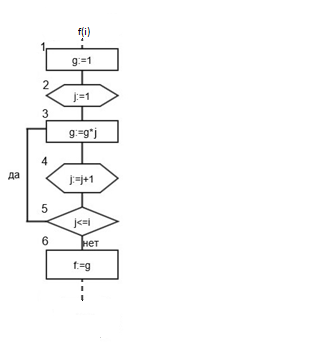 f(i)
1
g:=1
2
j:=1
3
g:=g*j
4
j:=j+1
да
5
j<=i
нет
6
f:=g